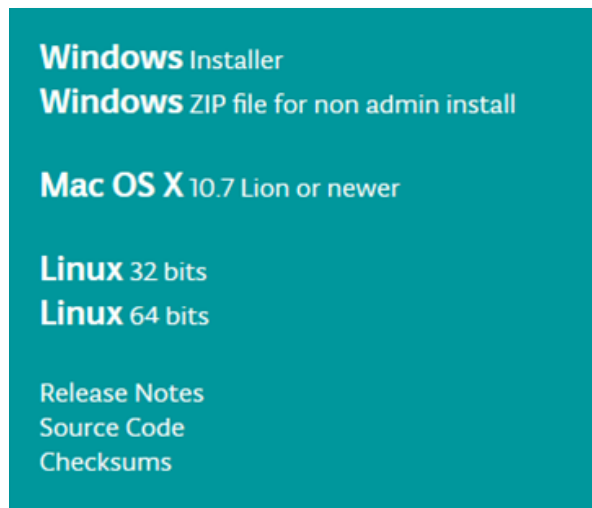 Windows Installer
Windows ZIP file for non admin install
Mac OS X 10.7 Lion or newer
Linux 32 bits
Linux 64 bits
Release Notes
Source Code
Checksums